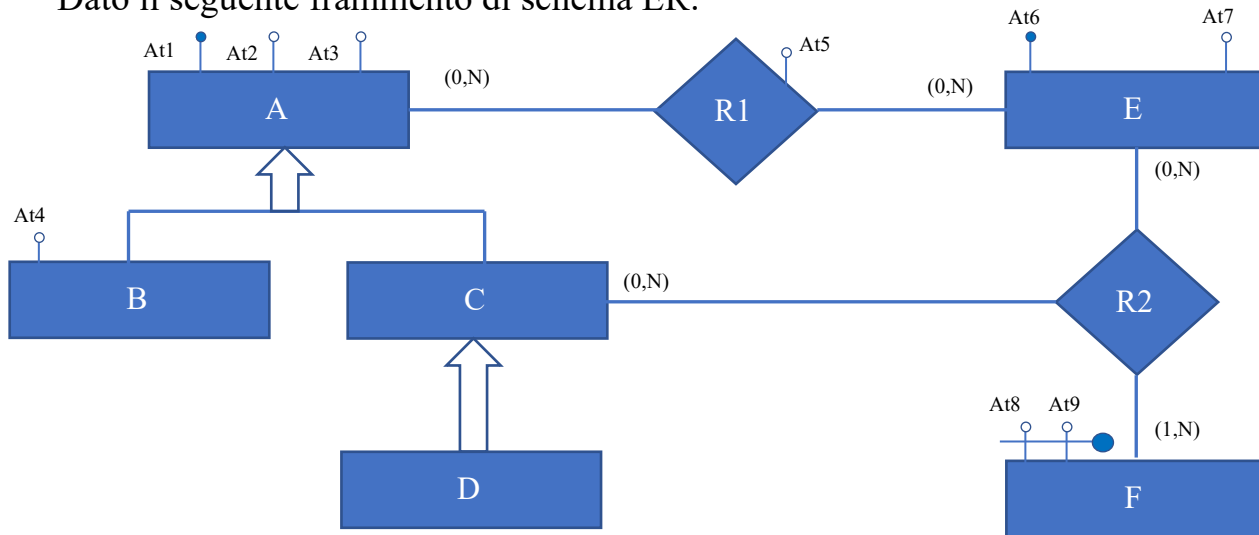 Dato il seguente frammento di schema ER:
At1 At2 At3 At5 At6 At7
(0,N) (0,N)
A R1 E
(0,N)
At4
(0,N)
B C R2
At8 At9
(1,N)
D F